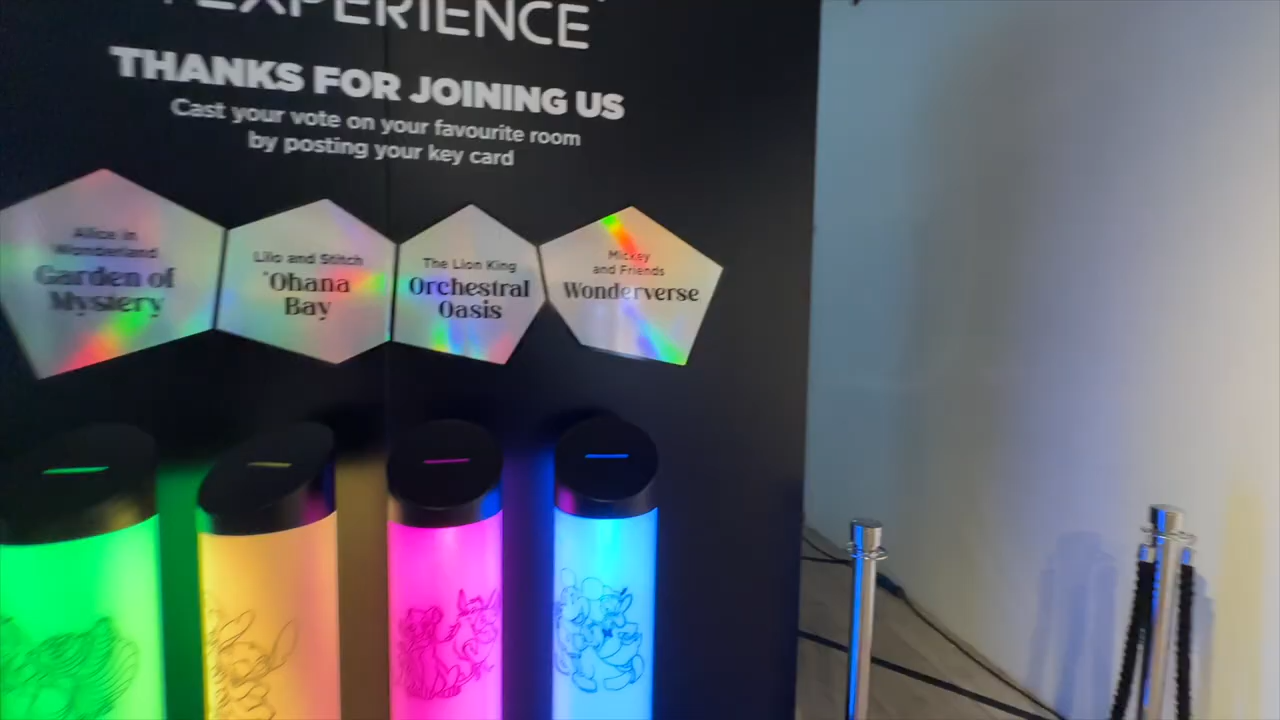 EXPERIENCE
THANKS FOR JOINING US
Cast your vote on your favourite room
by posting your key card
Alice in
Wonderland
Garden of
Mystery
Lilo and Stitch
'Ohana
Bay
The Lion King
Orchestral
Oasis
Mickey
and Friends
Wonderverse